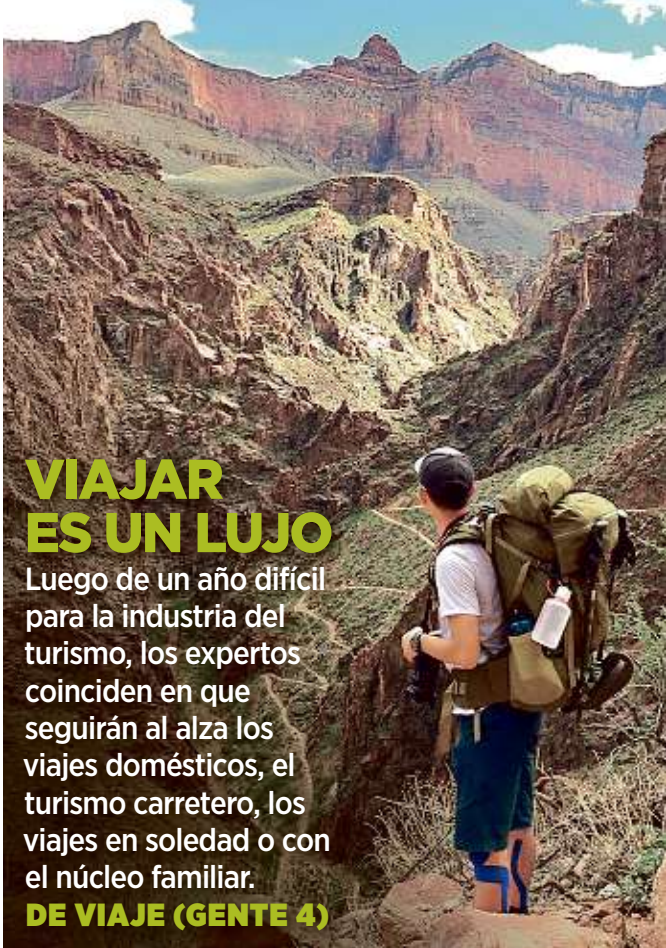 VIAJAR
ES UN LUJO
Luego de un año difícil
para la industria del
turismo, los expertos
coinciden en que
seguirán al alza los
viajes domésticos, el
turismo carretero, los
viajes en soledad o con
el núcleo familiar.
DE VIAJE (GENTE 4)